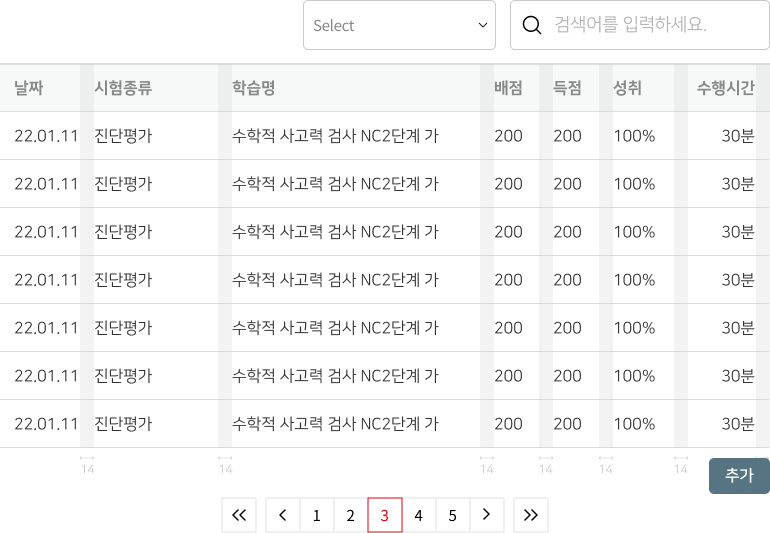 Select 검색어를 입력하세요.
날짜 시험종류 학습명 배점 득점 성취 수행시간
22.01.11 진단평가 수학적 사고력 검사 NC2단계 가 200 200 100% 30분
22.01.11 진단평가 수학적 사고력 검사 NC2단계 가 200 200 100% 30분
22.01.11 진단평가 수학적 사고력 검사 NC2단계 가 200 200 100% 30분
22.01.11 진단평가 수학적 사고력 검사 NC2단계 가 200 200 100% 30분
22.01.11 진단평가 수학적 사고력 검사 NC2단계 가 200 200 100% 30분
22.01.11 진단평가 수학적 사고력 검사 NC2단계 가 200 200 100% 30분
22.01.11 진단평가 수학적 사고력 검사 NC2단계 가 200 200 100% 30분
14 14 14 14 14 14
추가
1 2 3 4 5